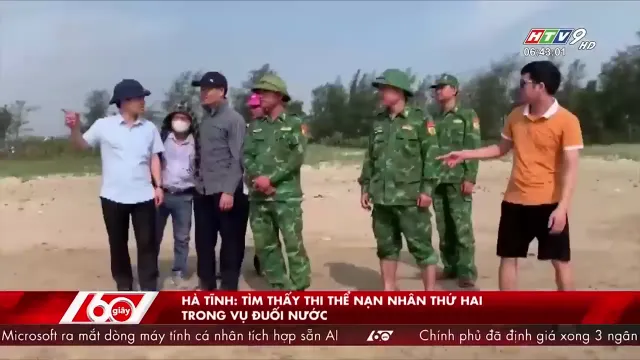 HTV9 HD
06:43:01
60 giây
HÀ TĨNH: TÌM THẤY THI THỂ NẠN NHÂN THỨ HAI
TRONG VỤ ĐUỐI NƯỚC
Microsoft ra mắt dòng máy tính cá nhân tích hợp sẵn AI 60 giây Chính phủ đã định giá xong 3 ngân